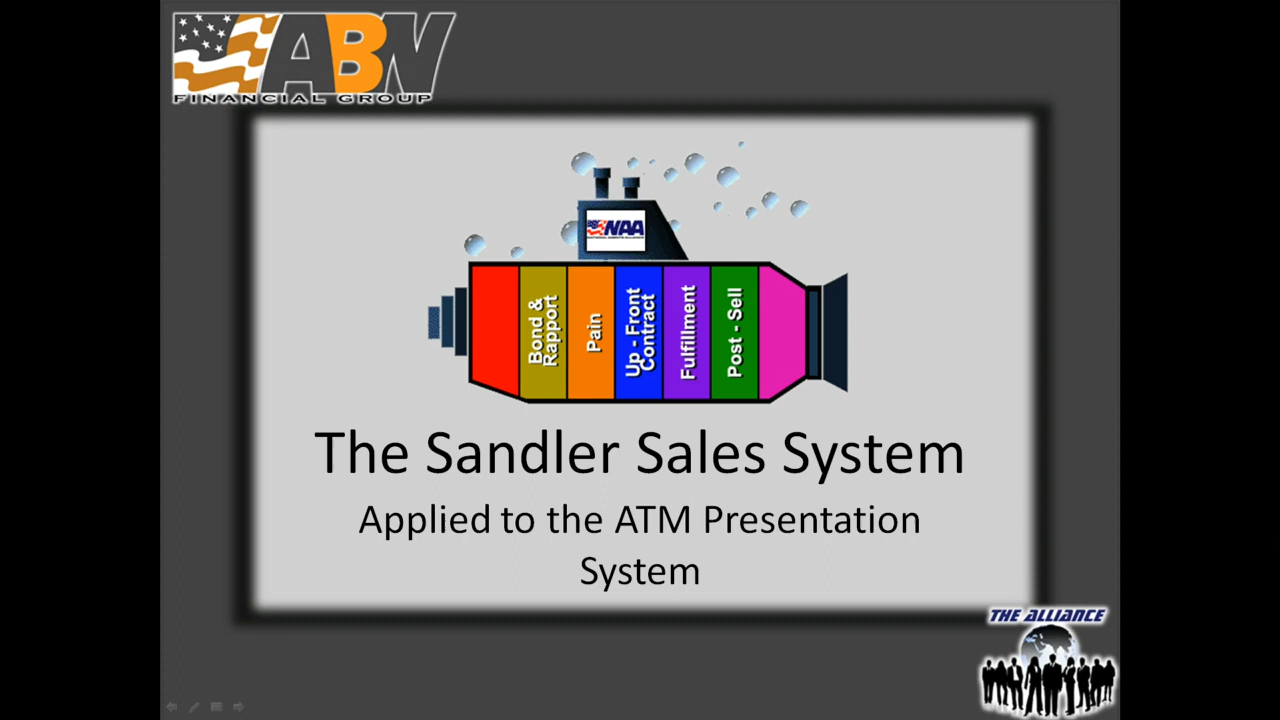 ABN
FINANCIAL GROUP
NAA
Bond &
Rapport
Pain
Up - Front
Contract
Fulfillment
Post - Sell
The Sandler Sales System
Applied to the ATM Presentation
System
THE ALLIANCE